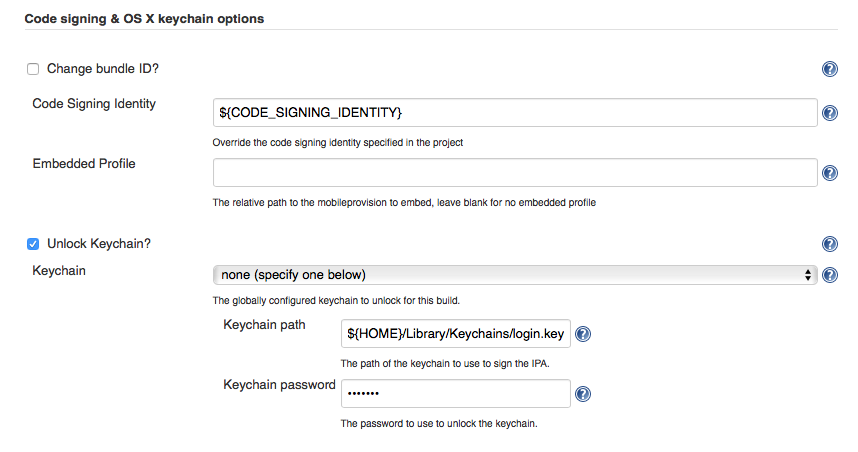 Code signing & OS X keychain options
Change bundle ID?
Code Signing Identity
${CODE_SIGNING_IDENTITY}
Override the code signing identity specified in the project
Embedded Profile
The relative path to the mobileprovision to embed, leave blank for no embedded profile
Unlock Keychain?
Keychain
none (specify one below)
The globally configured keychain to unlock for this build.
Keychain path
${HOME}/Library/Keychains/login.key
The path of the keychain to use to sign the IPA.
Keychain password
•••••••
The password to use to unlock the keychain.